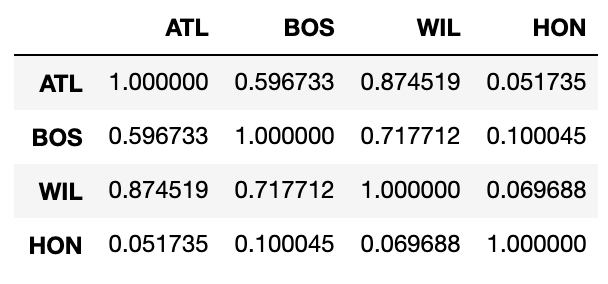 ATL BOS WIL HON
ATL 1.000000 0.596733 0.874519 0.051735
BOS 0.596733 1.000000 0.717712 0.100045
WIL 0.874519 0.717712 1.000000 0.069688
HON 0.051735 0.100045 0.069688 1.000000